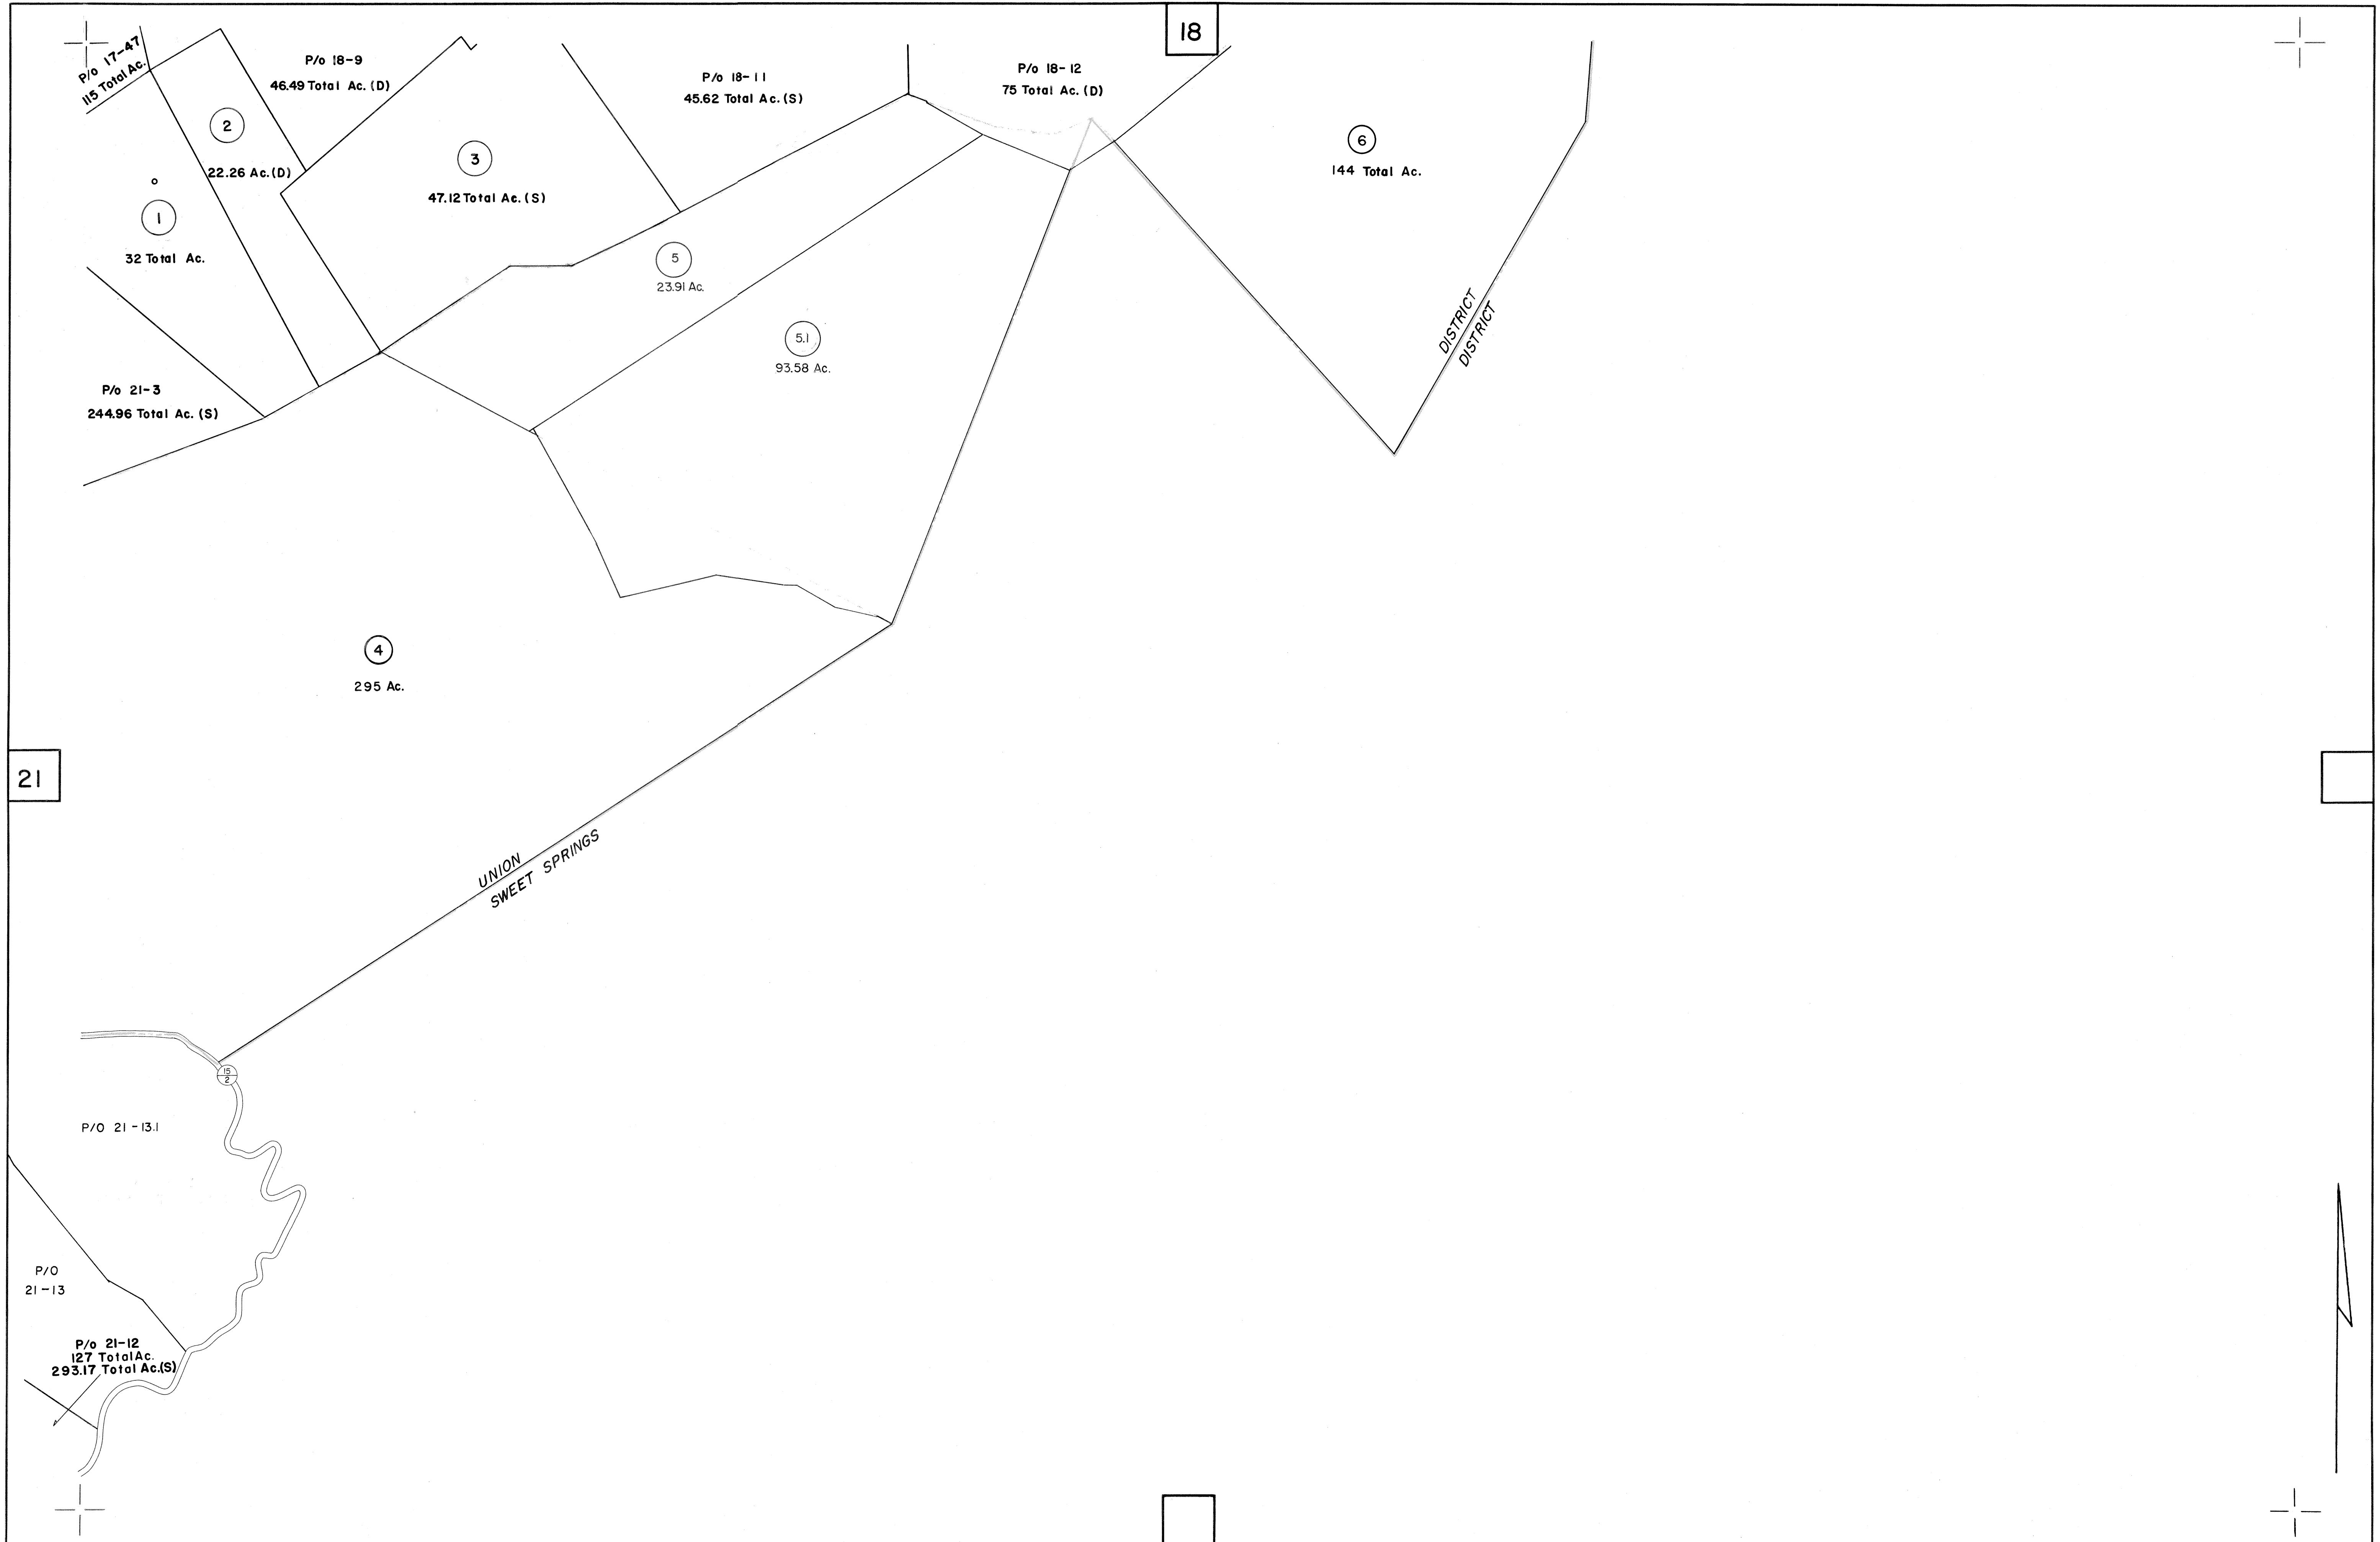 18
P/o 17-47
115 Total Ac.
P/o 18-9
46.49 Total Ac. (D)
P/o 18-11
45.62 Total Ac. (S)
P/o 18-12
75 Total Ac. (D)
2
22.26 Ac. (D)
3
47.12 Total Ac. (S)
6
144 Total Ac.
1
32 Total Ac.
5
23.91 Ac.
5.1
93.58 Ac.
DISTRICT
DISTRICT
P/o 21-3
244.96 Total Ac. (S)
4
295 Ac.
21
UNION
SWEET SPRINGS
15
2
P/O 21-13.1
P/O
21-13
P/o 21-12
127 Total Ac.
293.17 Total Ac.(S)